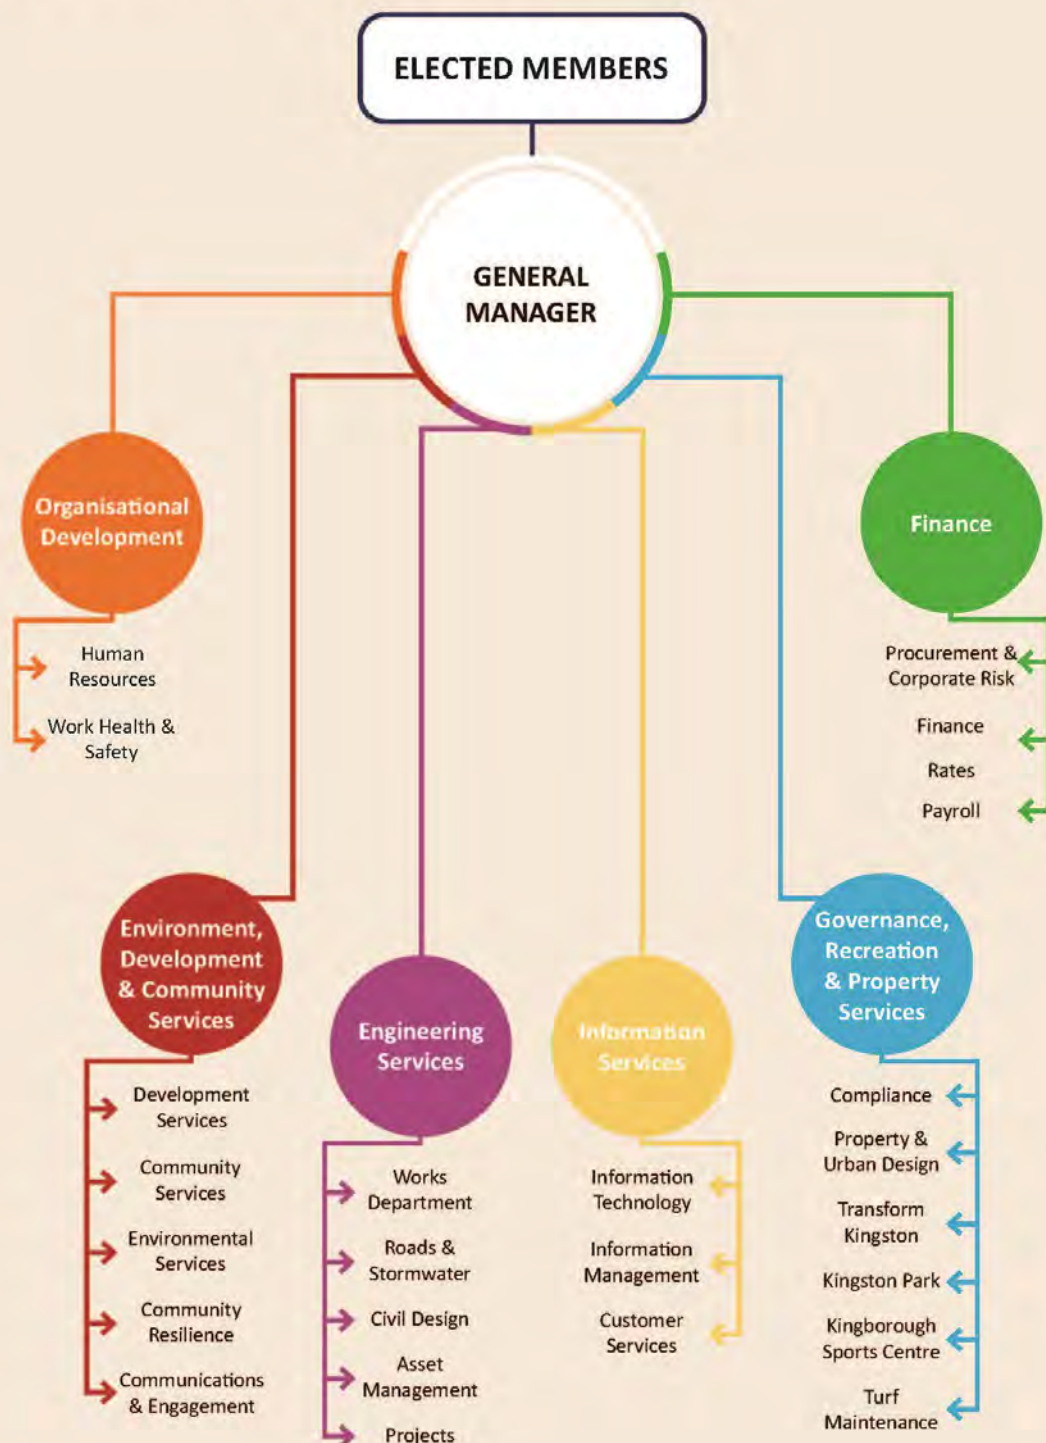 ELECTED MEMBERS
GENERAL
MANAGER
Organisational
Development
Human
Resources
Work Health &
Safety
Finance
Procurement &
Corporate Risk
Finance
Rates
Payroll
Environment,
Development
& Community
Services
Development
Services
Community
Services
Environmental
Services
Community
Resilience
Communications
& Engagement
Engineering
Services
Works
Department
Roads &
Stormwater
Civil Design
Asset
Management
Projects
Information
Services
Information
Technology
Information
Management
Customer
Services
Governance,
Recreation
& Property
Services
Compliance
Property &
Urban Design
Transform
Kingston
Kingston Park
Kingborough
Sports Centre
Turf
Maintenance